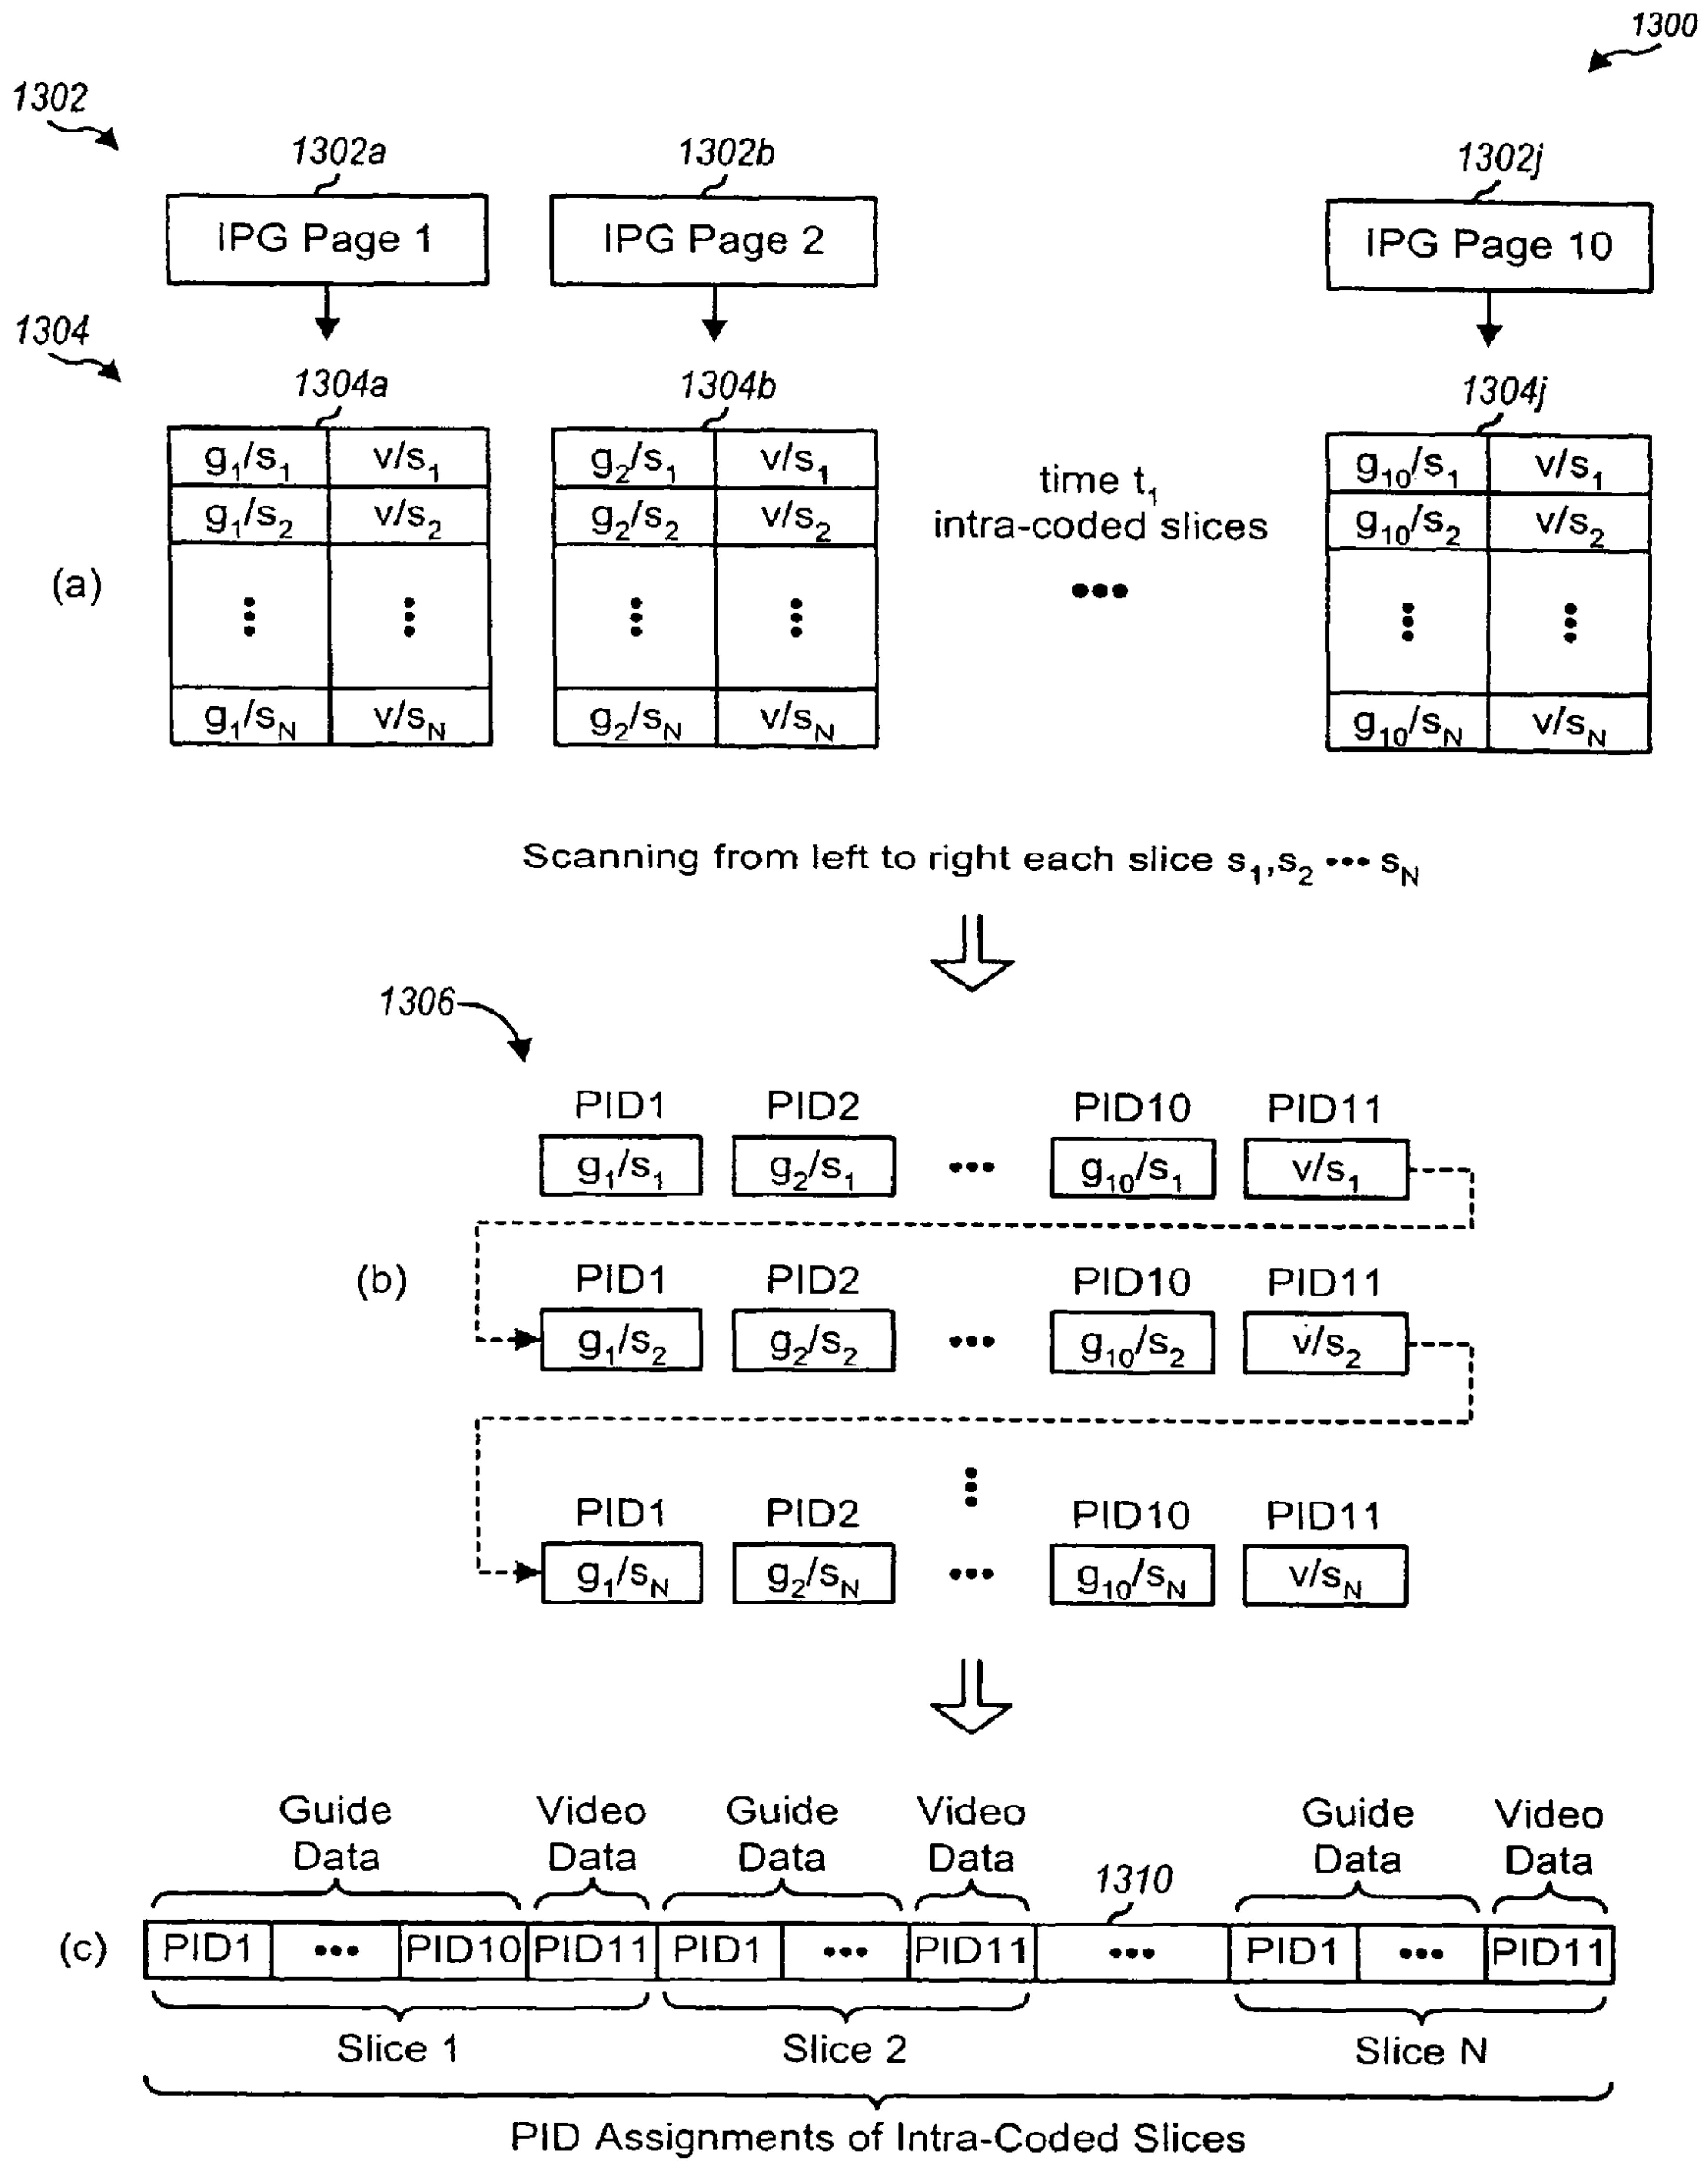 1300
1302
1302a 1302b 1302j
IPG Page 1 IPG Page 2 IPG Page 10
1304
1304a 1304b 1304j
g1/s1 v/s1 g2/s1 v/s1 g10/s1 v/s1
time t1
g1/s2 v/s2 g2/s2 v/s2 intra-coded slices g10/s2 v/s2
(a) ••• ••• ••• ••• ••• ••• •••
g1/sN v/sN g2/sN v/sN g10/sN v/sN
Scanning from left to right each slice s1,s2 ••• sN
1306
PID1 PID2 PID10 PID11
g1/s1 g2/s1 ••• g10/s1 v/s1
(b) PID1 PID2 PID10 PID11
g1/s2 g2/s2 ••• g10/s2 v/s2
•••
PID1 PID2 PID10 PID11
g1/sN g2/sN ••• g10/sN v/sN
Guide Video Guide Video Guide Video
Data Data Data Data Data Data
1310
(c) PID1 ••• PID10 PID11 PID1 ••• PID11 ••• PID1 ••• PID11
Slice 1 Slice 2 Slice N
PID Assignments of Intra-Coded Slices